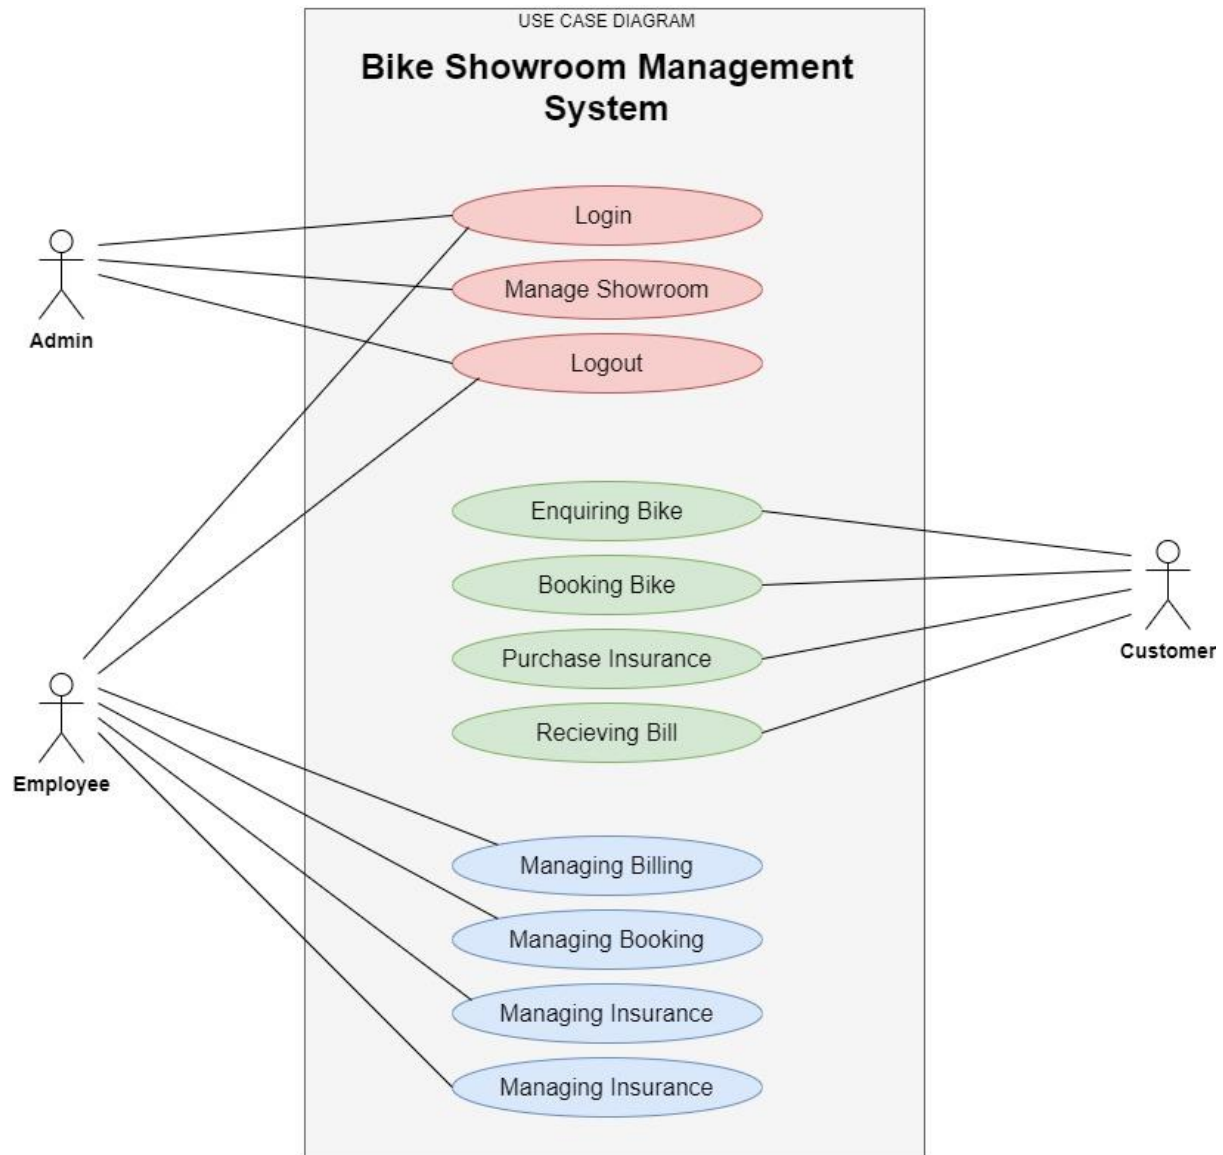 USE CASE DIAGRAM
Bike Showroom Management
System
Login
Manage Showroom
Logout
Admin
Enquiring Bike
Booking Bike
Purchase Insurance
Recieving Bill
Customer
Employee
Managing Billing
Managing Booking
Managing Insurance
Managing Insurance